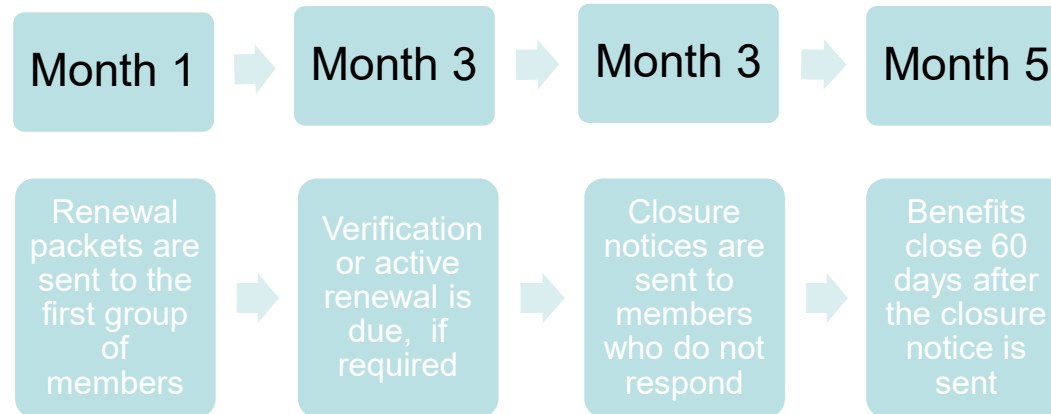 Month 1
Month 3
Month 3
Month 5
Renewal
packets are
sent to the
first group
of
members
Verification
or active
renewal is
due, if
required
Closure
notices are
sent to
members
who do not
respond
Benefits
close 60
days after
the closure
notice is
sent